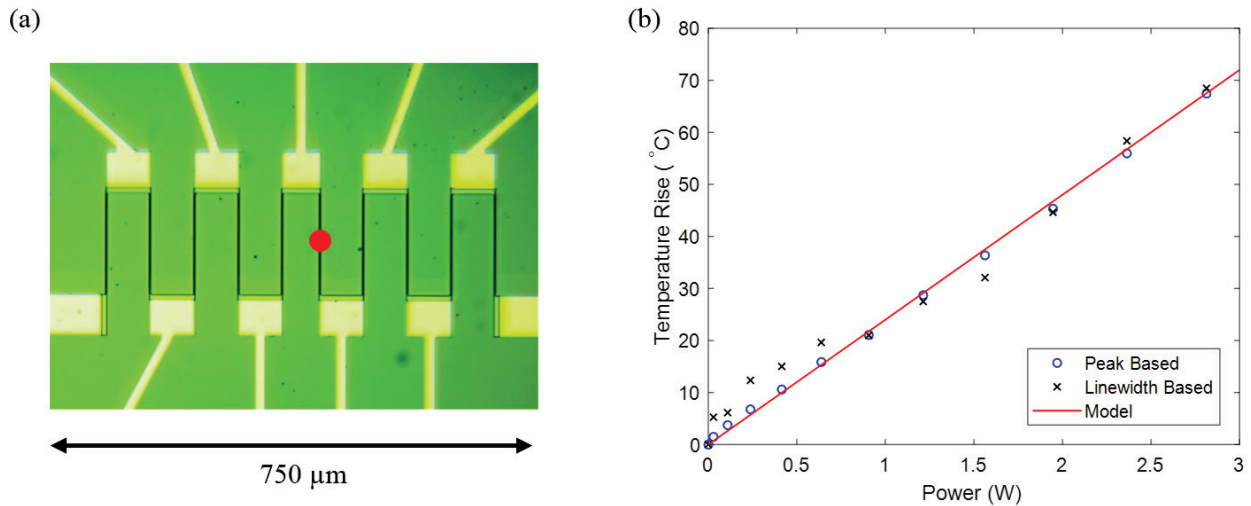 (a)
750 µm
(b)
80
70
60
50
40
30
20
10
0
Temperature Rise ( °C)
0
0.5
1
1.5
2
2.5
3
Power (W)
Peak Based
Linewidth Based
Model